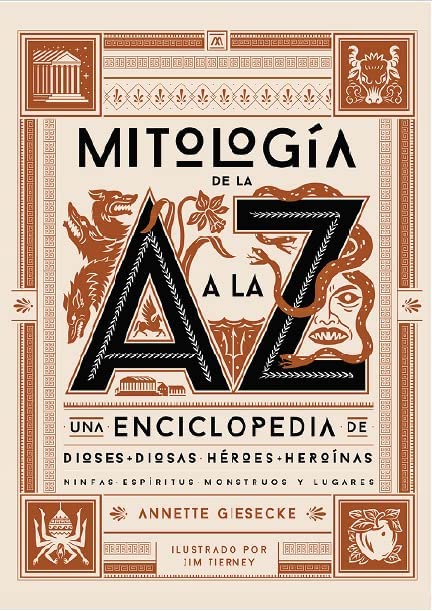 MITOLOGÍA
DE LA
A
A LA
Z
UNA ENCICLOPEDIA DE
DIOSES + DIOSAS · HÉROES + HEROÍNAS
NINFAS · ESPÍRITUS · MONSTRUOS Y LUGARES
ANNETTE GIESECKE
ILUSTRADO POR
JIM TIERNEY